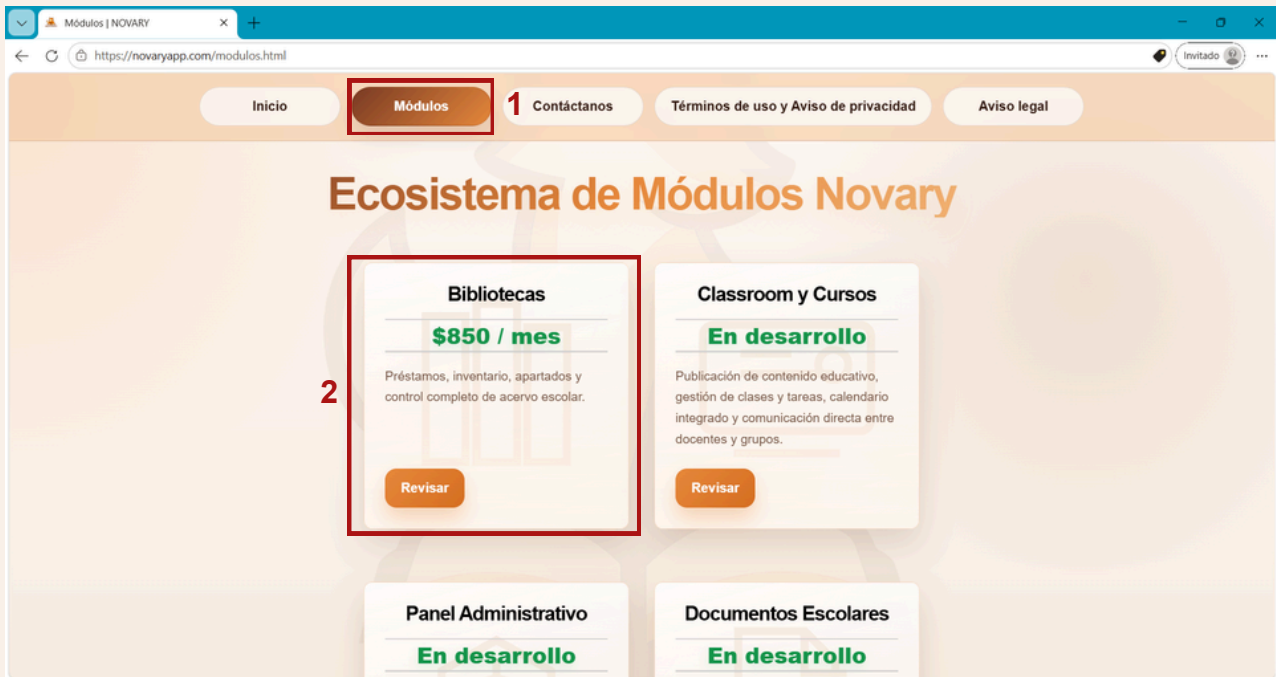 Módulos | NOVARY
https://novaryapp.com/modulos.html
Invitado
Inicio
Módulos
1
Contáctanos
Términos de uso y Aviso de privacidad
Aviso legal
Ecosistema de Módulos Novary
2
Bibliotecas
$850 / mes
Préstamos, inventario, apartados y
control completo de acervo escolar.
Revisar
Classroom y Cursos
En desarrollo
Publicación de contenido educativo,
gestión de clases y tareas, calendario
integrado y comunicación directa entre
docentes y grupos.
Revisar
Panel Administrativo
En desarrollo
Documentos Escolares
En desarrollo